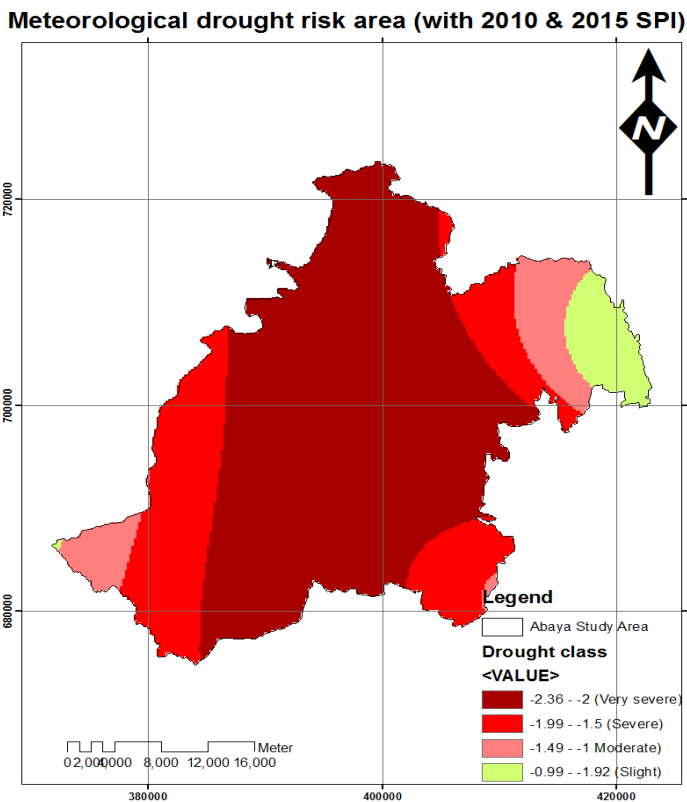 Meteorological drought risk area (with 2010 & 2015 SPI)
N
720000
700000
680000
Legend
Abaya Study Area
Drought class
<VALUE>
-2.36 - -2 (Very severe)
-1.99 - -1.5 (Severe)
-1.49 - -1 Moderate)
-0.99 - -1.92 (Slight)
Meter
0 2,000 4,000 8,000 12,000 16,000
380000 400000 420000